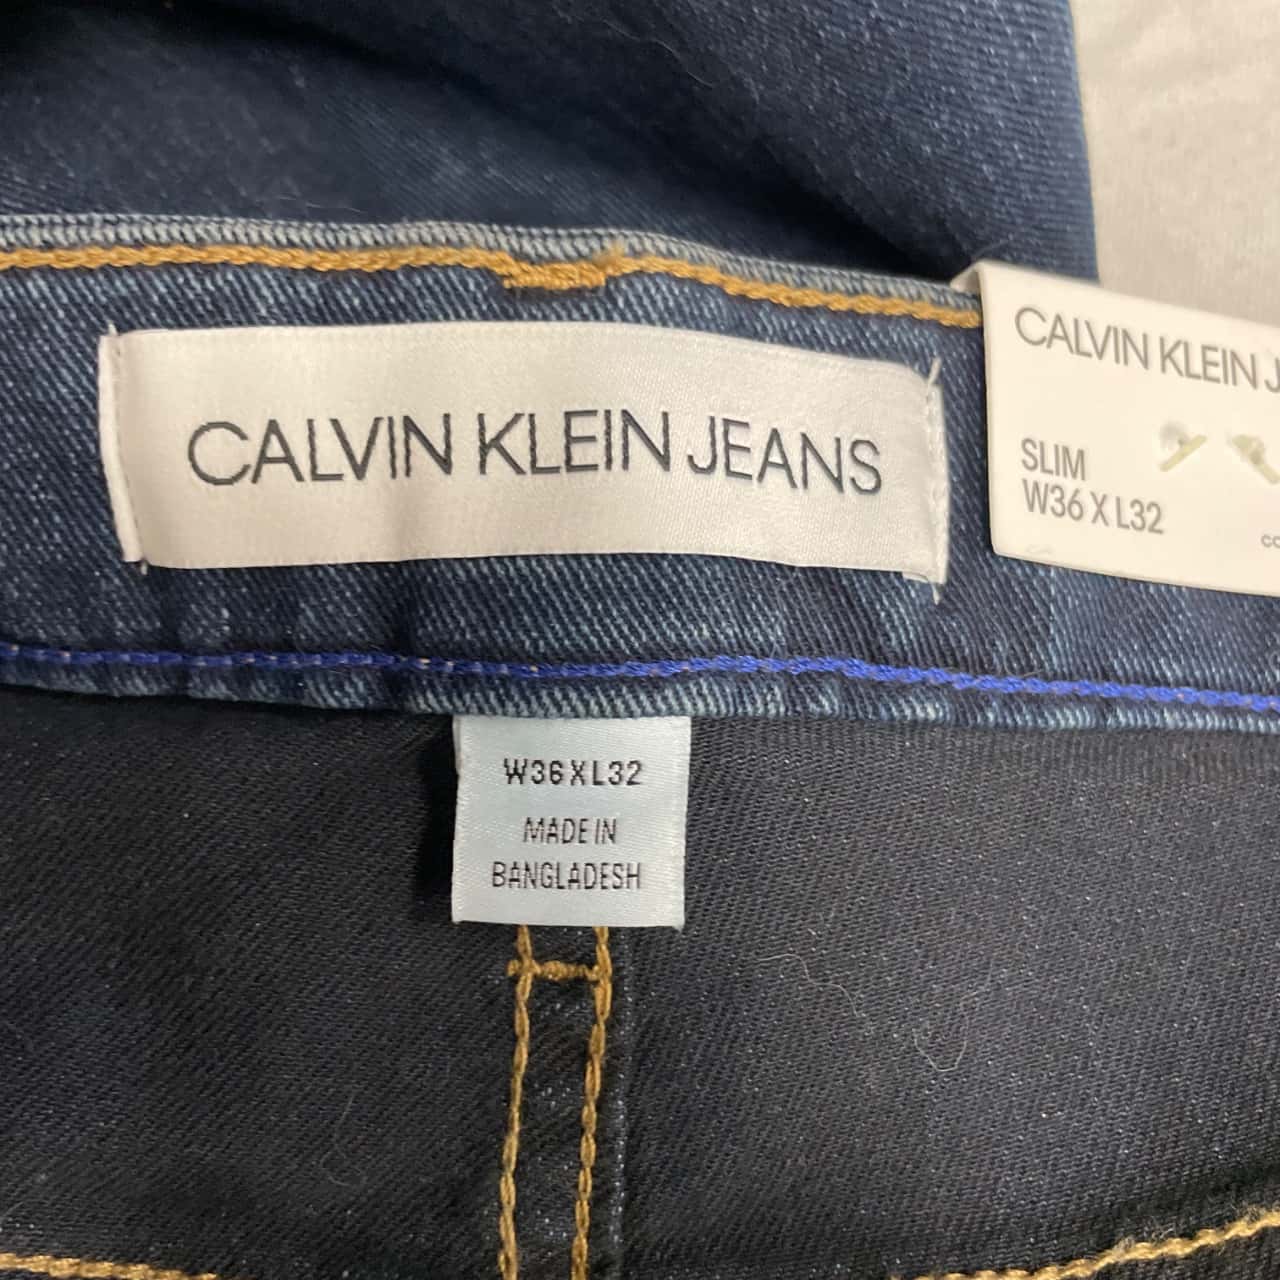 CALVIN KLEIN JEANS
CALVIN KLEIN J
SLIM
W36 X L32
W36 X L32
MADE IN
BANGLADESH